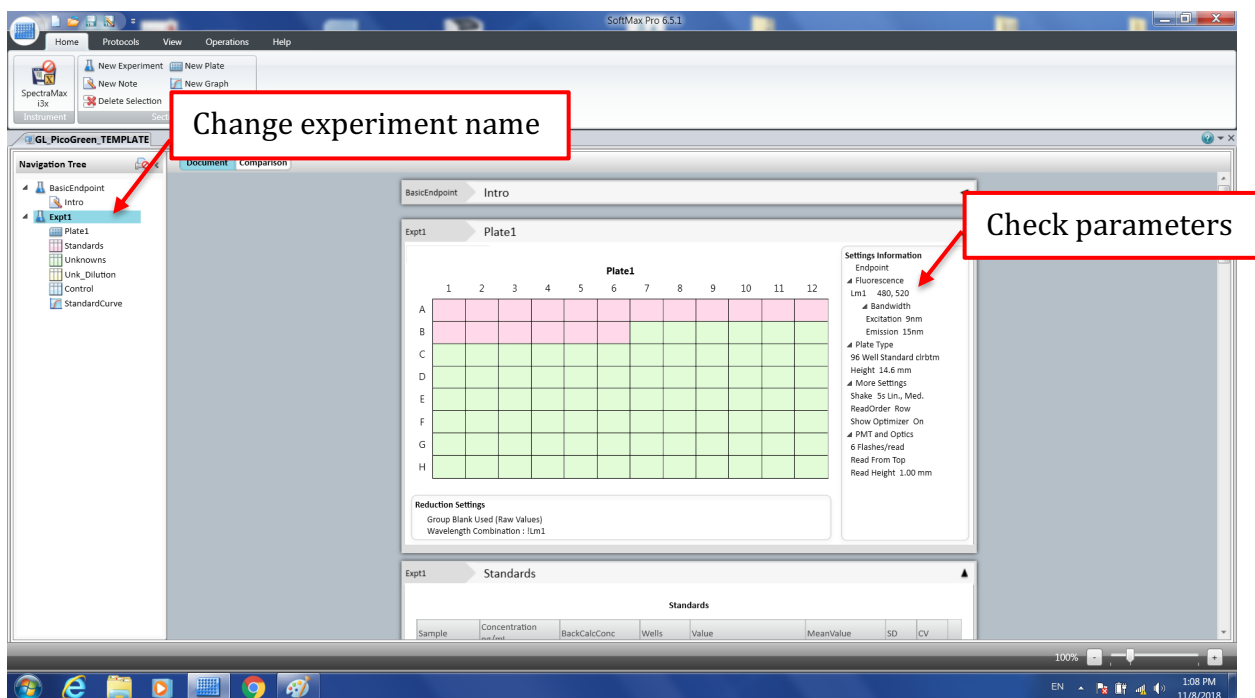 SoftMax Pro 6.5.1
Home Protocols View Operations Help
SpectraMax i3x
Instrument
New Experiment
New Plate
New Note
New Graph
Delete Selection
Sect
Change experiment name
GL_PicoGreen_TEMPLATE
Navigation Tree
Document Comparison
BasicEndpoint
Intro
Expt1
Plate1
Standards
Unknowns
Unk_Dilution
Control
StandardCurve
BasicEndpoint Intro
Expt1 Plate1
Plate1
1 2 3 4 5 6 7 8 9 10 11 12
A
B
C
D
E
F
G
H
Reduction Settings
Group Blank Used (Raw Values)
Wavelength Combination : !Lm1
Check parameters
Settings Information
Endpoint
Fluorescence
Lm1 480, 520
Bandwidth
Excitation 9nm
Emission 15nm
Plate Type
96 Well Standard clrbtm
Height 14.6 mm
More Settings
Shake 5s Lin., Med.
ReadOrder Row
Show Optimizer On
PMT and Optics
6 Flashes/read
Read From Top
Read Height 1.00 mm
Expt1 Standards
Standards
Sample Concentration BackCalcConc Wells Value MeanValue SD CV
100%
EN 1:08 PM
11/8/2018